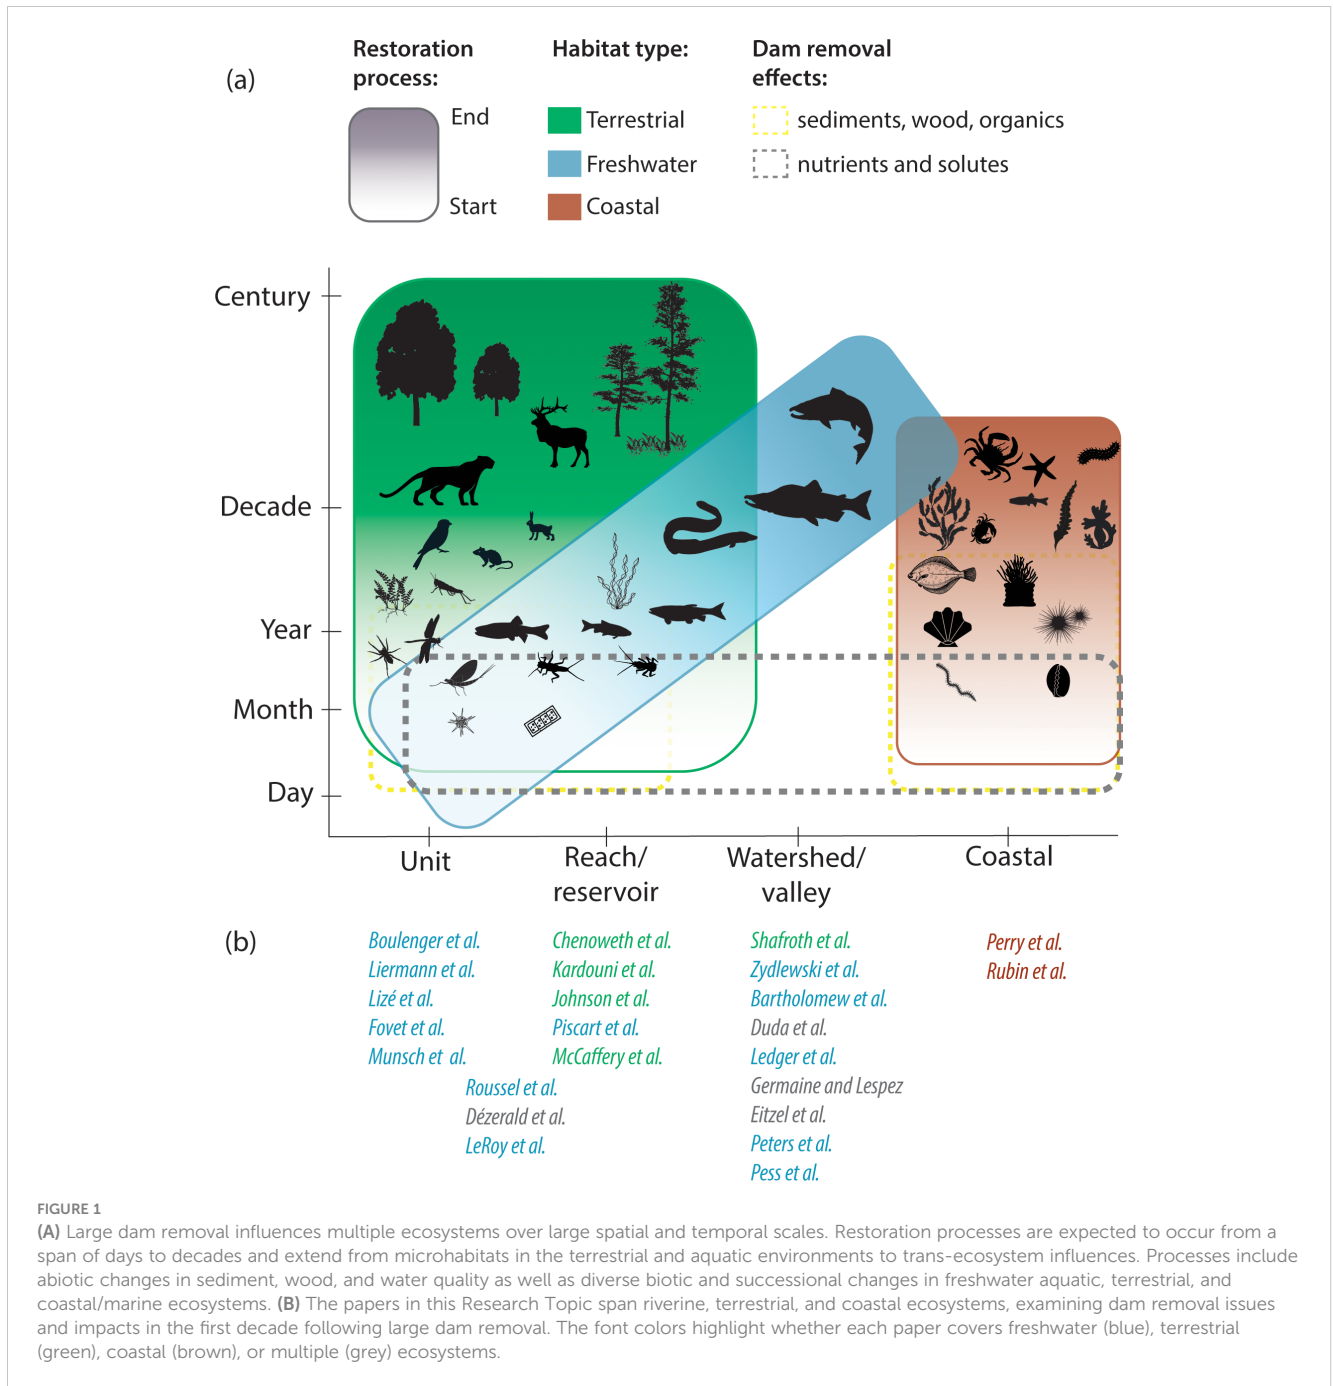 (a)
Restoration
process:
End
Start
Habitat type:
Terrestrial
Freshwater
Coastal
Dam removal
effects:
sediments, wood, organics
nutrients and solutes
Century
Decade
Year
Month
Day
Unit
Reach/
reservoir
Watershed/
valley
Coastal
(b)
Boulenger et al.
Liermann et al.
Lizé et al.
Fovet et al.
Munsch et al.
Roussel et al.
Dézerald et al.
LeRoy et al.
Chenoweth et al.
Kardouni et al.
Johnson et al.
Piscart et al.
McCaffery et al.
Shafroth et al.
Zydlewski et al.
Bartholomew et al.
Duda et al.
Ledger et al.
Germaine and Lespez
Eitzel et al.
Peters et al.
Pess et al.
Perry et al.
Rubin et al.
FIGURE 1
(A) Large dam removal influences multiple ecosystems over large spatial and temporal scales. Restoration processes are expected to occur from a
span of days to decades and extend from microhabitats in the terrestrial and aquatic environments to trans-ecosystem influences. Processes include
abiotic changes in sediment, wood, and water quality as well as diverse biotic and successional changes in freshwater aquatic, terrestrial, and
coastal/marine ecosystems. (B) The papers in this Research Topic span riverine, terrestrial, and coastal ecosystems, examining dam removal issues
and impacts in the first decade following large dam removal. The font colors highlight whether each paper covers freshwater (blue), terrestrial
(green), coastal (brown), or multiple (grey) ecosystems.